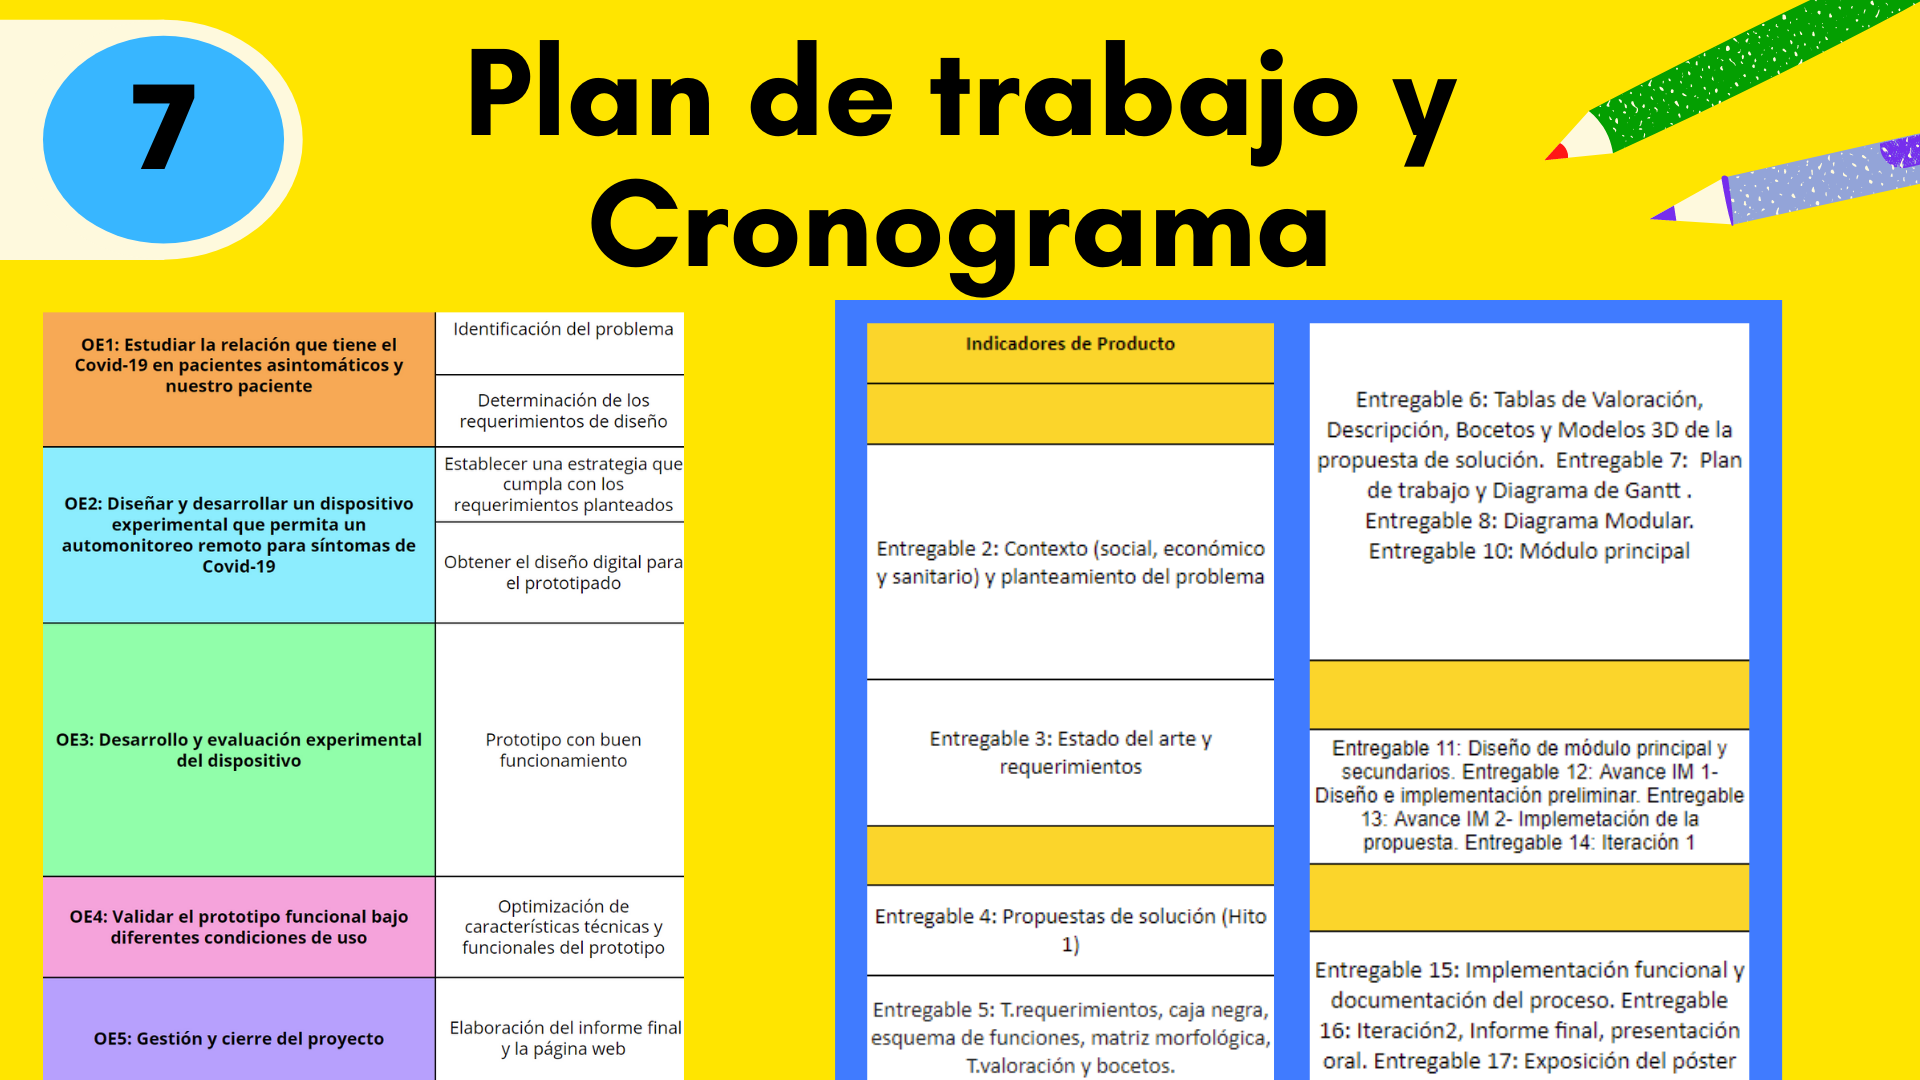 7
Plan de trabajo y
Cronograma
OE1: Estudiar la relación que tiene el
Covid-19 en pacientes asintomáticos y
nuestro paciente
Identificación del problema
Determinación de los
requerimientos de diseño
OE2: Diseñar y desarrollar un dispositivo
experimental que permita un
automonitoreo remoto para síntomas de
Covid-19
Establecer una estrategia que
cumpla con los
requerimientos planteados
Obtener el diseño digital para
el prototipado
OE3: Desarrollo y evaluación experimental
del dispositivo
Prototipo con buen
funcionamiento
OE4: Validar el prototipo funcional bajo
diferentes condiciones de uso
Optimización de
características técnicas y
funcionales del prototipo
OE5: Gestión y cierre del proyecto
Elaboración del informe final
y la página web
Indicadores de Producto
Entregable 2: Contexto (social, económico
y sanitario) y planteamiento del problema
Entregable 3: Estado del arte y
requerimientos
Entregable 4: Propuestas de solución (Hito
1)
Entregable 5: T.requerimientos, caja negra,
esquema de funciones, matriz morfológica,
T.valoración y bocetos.
Entregable 6: Tablas de Valoración,
Descripción, Bocetos y Modelos 3D de la
propuesta de solución. Entregable 7: Plan
de trabajo y Diagrama de Gantt .
Entregable 8: Diagrama Modular.
Entregable 10: Módulo principal
Entregable 11: Diseño de módulo principal y
secundarios. Entregable 12: Avance IM 1-
Diseño e implementación preliminar. Entregable
13: Avance IM 2- Implemetación de la
propuesta. Entregable 14: Iteración 1
Entregable 15: Implementación funcional y
documentación del proceso. Entregable
16: Iteración2, Informe final, presentación
oral. Entregable 17: Exposición del póster